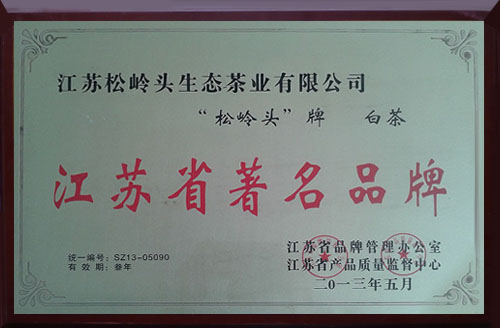 江苏松岭头生态茶业有限公司
“松岭头”牌 白茶
江苏省著名品牌
统一编号：SZ13-05090
有效期：叁年
江苏省品牌管理办公室
江苏省产品质量监督中心
二〇一三年五月